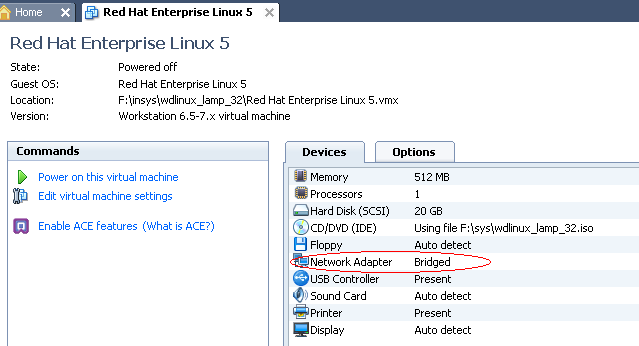 Home Red Hat Enterprise Linux 5
Red Hat Enterprise Linux 5
State: Powered off
Guest OS: Red Hat Enterprise Linux 5
Location: F:\insys\wdlinux_lamp_32\Red Hat Enterprise Linux 5.vmx
Version: Workstation 6.5-7.x virtual machine
Commands
Power on this virtual machine
Edit virtual machine settings
Enable ACE features (What is ACE?)
Devices Options
Memory 512 MB
Processors 1
Hard Disk (SCSI) 20 GB
CD/DVD (IDE) Using file F:\sys\wdlinux_lamp_32.iso
Floppy Auto detect
Network Adapter Bridged
USB Controller Present
Sound Card Auto detect
Printer Present
Display Auto detect